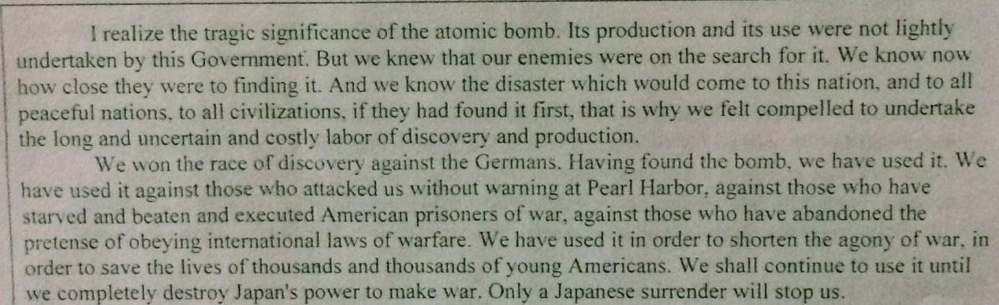 I realize the tragic significance of the atomic bomb. Its production and its use were not lightly
undertaken by this Government. But we knew that our enemies were on the search for it. We know now
how close they were to finding it. And we know the disaster which would come to this nation, and to all
peaceful nations, to all civilizations, if they had found it first, that is why we felt compelled to undertake
the long and uncertain and costly labor of discovery and production.
We won the race of discovery against the Germans. Having found the bomb, we have used it. We
have used it against those who attacked us without warning at Pearl Harbor, against those who have
starved and beaten and executed American prisoners of war, against those who have abandoned the
pretense of obeying international laws of warfare. We have used it in order to shorten the agony of war, in
order to save the lives of thousands and thousands of young Americans. We shall continue to use it until
we completely destroy Japan's power to make war. Only a Japanese surrender will stop us.